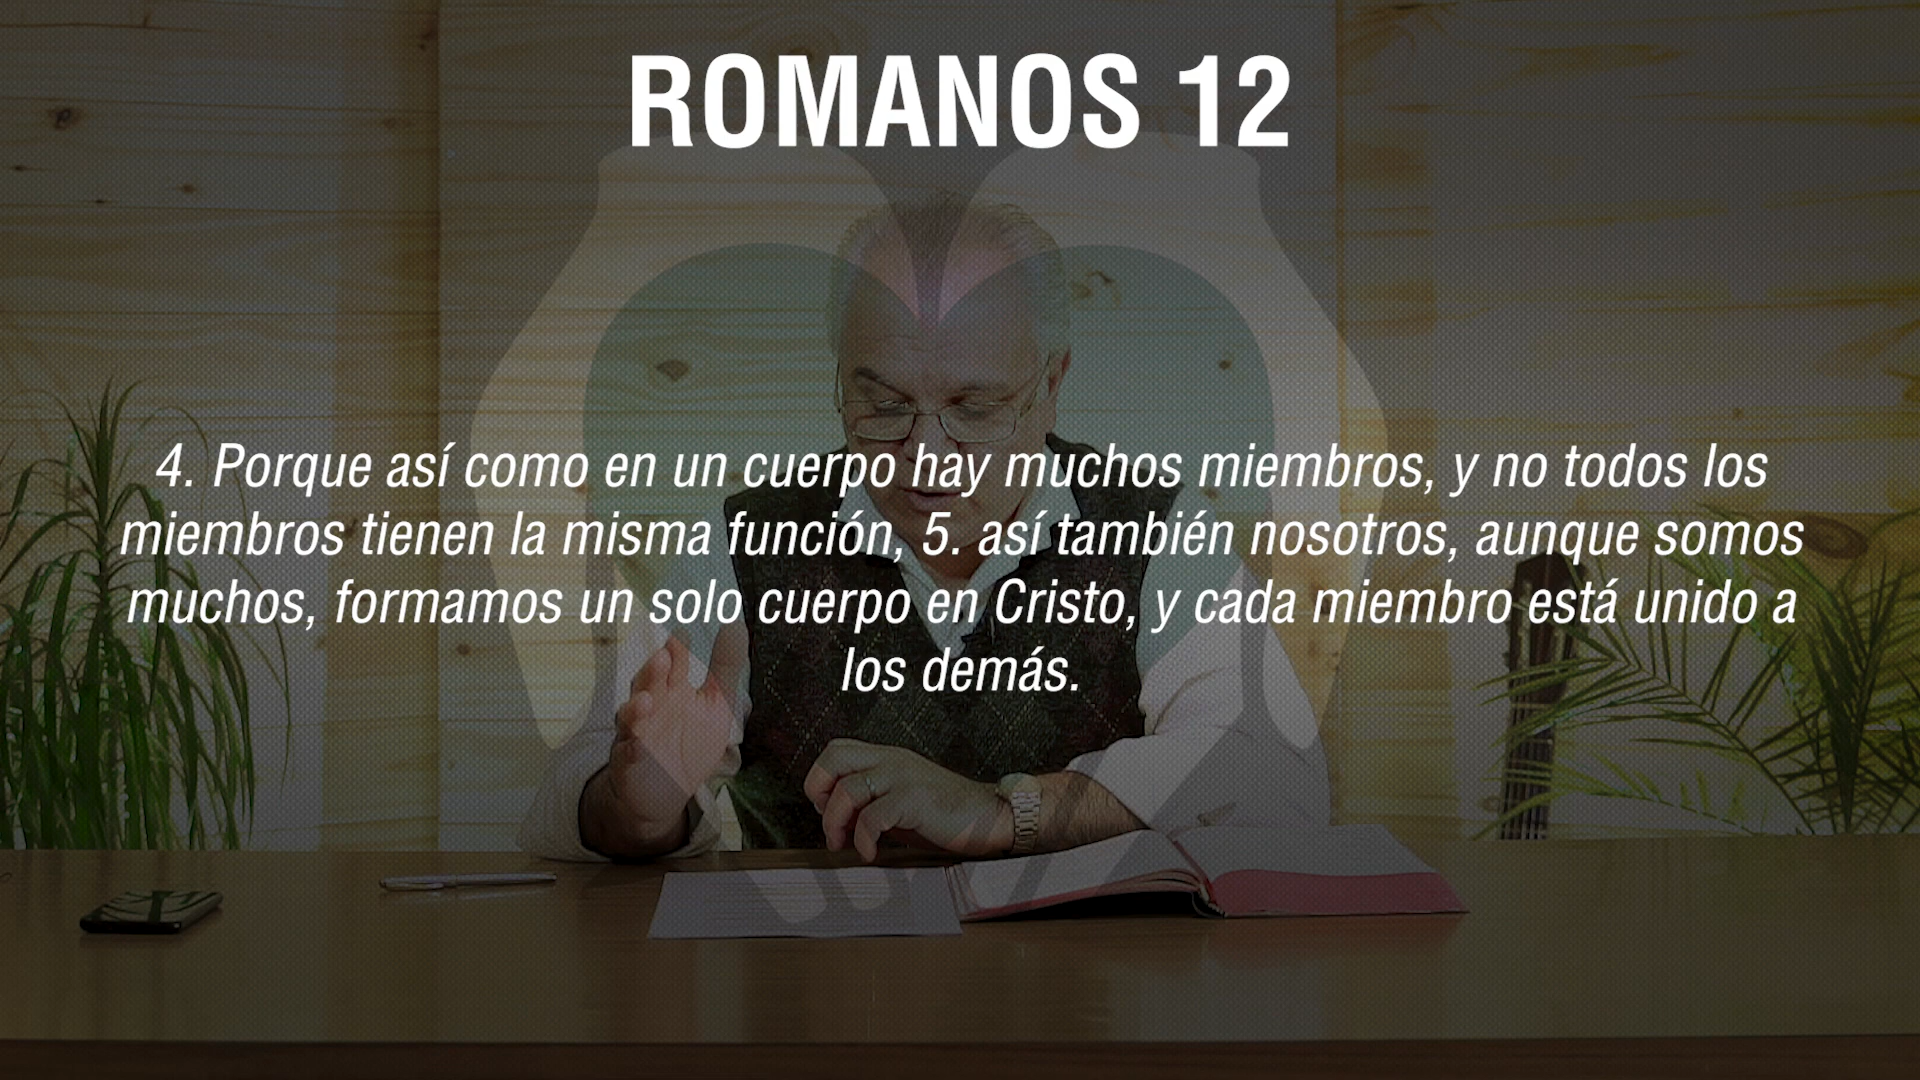 ROMANOS 12
4. Porque así como en un cuerpo hay muchos miembros, y no todos los
miembros tienen la misma función, 5. así también nosotros, aunque somos
muchos, formamos un solo cuerpo en Cristo, y cada miembro está unido a
los demás.